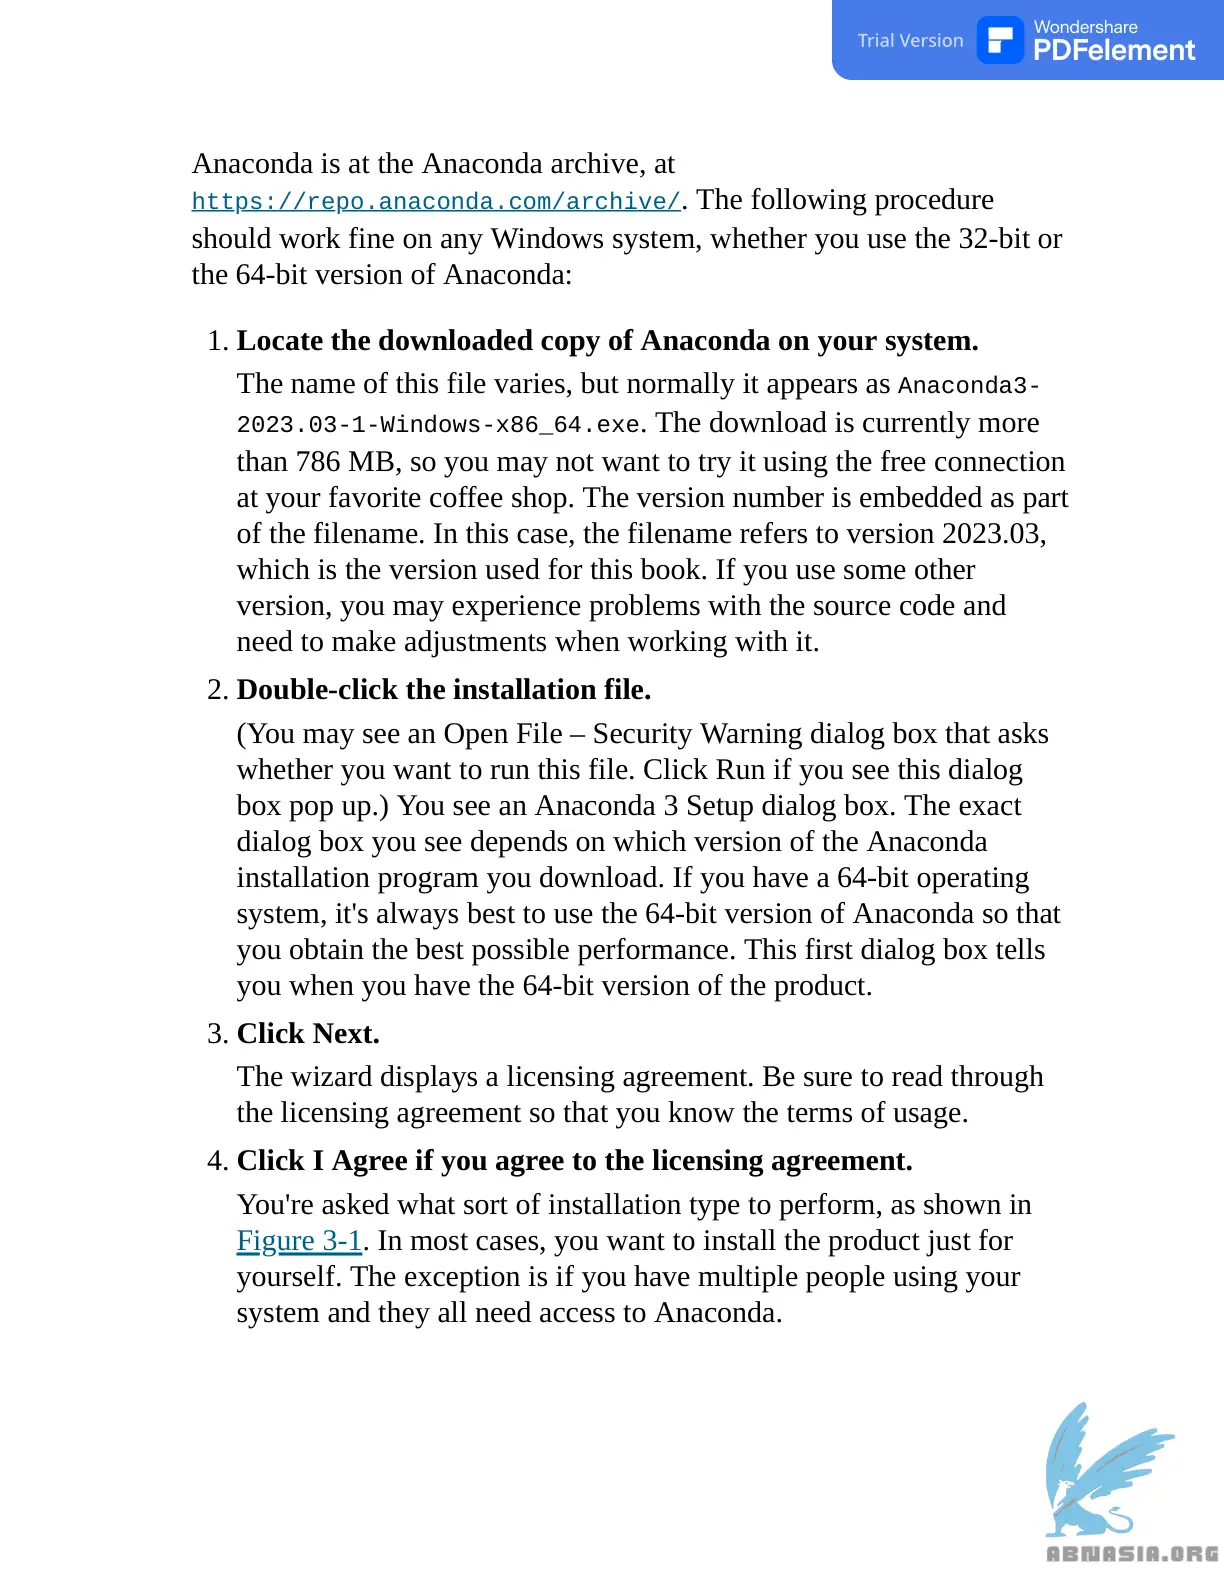 Trial Version
Wondershare
PDFelement
Anaconda is at the Anaconda archive, at
https://repo.anaconda.com/archive/. The following procedure
should work fine on any Windows system, whether you use the 32-bit or
the 64-bit version of Anaconda:
1. Locate the downloaded copy of Anaconda on your system.
The name of this file varies, but normally it appears as Anaconda3-
2023.03-1-Windows-x86_64.exe. The download is currently more
than 786 MB, so you may not want to try it using the free connection
at your favorite coffee shop. The version number is embedded as part
of the filename. In this case, the filename refers to version 2023.03,
which is the version used for this book. If you use some other
version, you may experience problems with the source code and
need to make adjustments when working with it.
2. Double-click the installation file.
(You may see an Open File – Security Warning dialog box that asks
whether you want to run this file. Click Run if you see this dialog
box pop up.) You see an Anaconda 3 Setup dialog box. The exact
dialog box you see depends on which version of the Anaconda
installation program you download. If you have a 64-bit operating
system, it's always best to use the 64-bit version of Anaconda so that
you obtain the best possible performance. This first dialog box tells
you when you have the 64-bit version of the product.
3. Click Next.
The wizard displays a licensing agreement. Be sure to read through
the licensing agreement so that you know the terms of usage.
4. Click I Agree if you agree to the licensing agreement.
You're asked what sort of installation type to perform, as shown in
Figure 3-1. In most cases, you want to install the product just for
yourself. The exception is if you have multiple people using your
system and they all need access to Anaconda.
ABNASIA.ORG